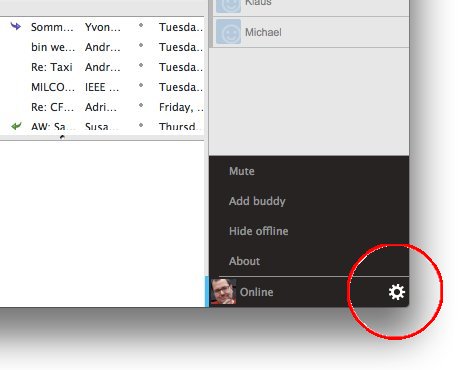 Klaus
Somm... Yvon... Tuesda...
bin we... Andr... Tuesda...
Michael
Re: Taxi Andr... Tuesda...
MILCO... IEEE ... Tuesda...
Re: CF... Adri... Friday, ...
AW: Sa... Susa... Thursd...
Mute
Add buddy
Hide offline
About
Online